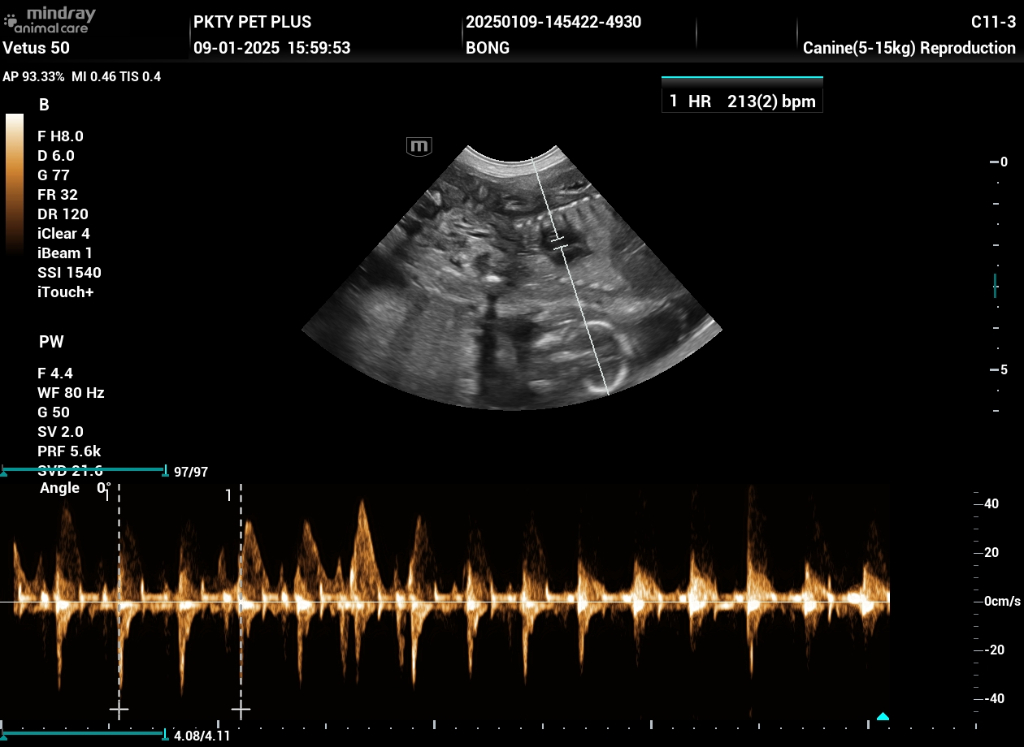 mindray
animalcare
PKTY PET PLUS
20250109-145422-4930
C11-3
Vetus 50
09-01-2025 15:59:53
BONG
Canine(5-15kg) Reproduction
AP 93.33% MI 0.46 TIS 0.4
1 HR 213(2) bpm
B
m
F H8.0
D 6.0
G 77
FR 32
DR 120
iClear 4
iBeam 1
SSI 1540
iTouch+
0
5
PW
F 4.4
WF 80 Hz
G 50
SV 2.0
PRF 5.6k
SVD 21.6
97/97
Angle 0°
1
1
40
20
0cm/s
-20
-40
4.08/4.11